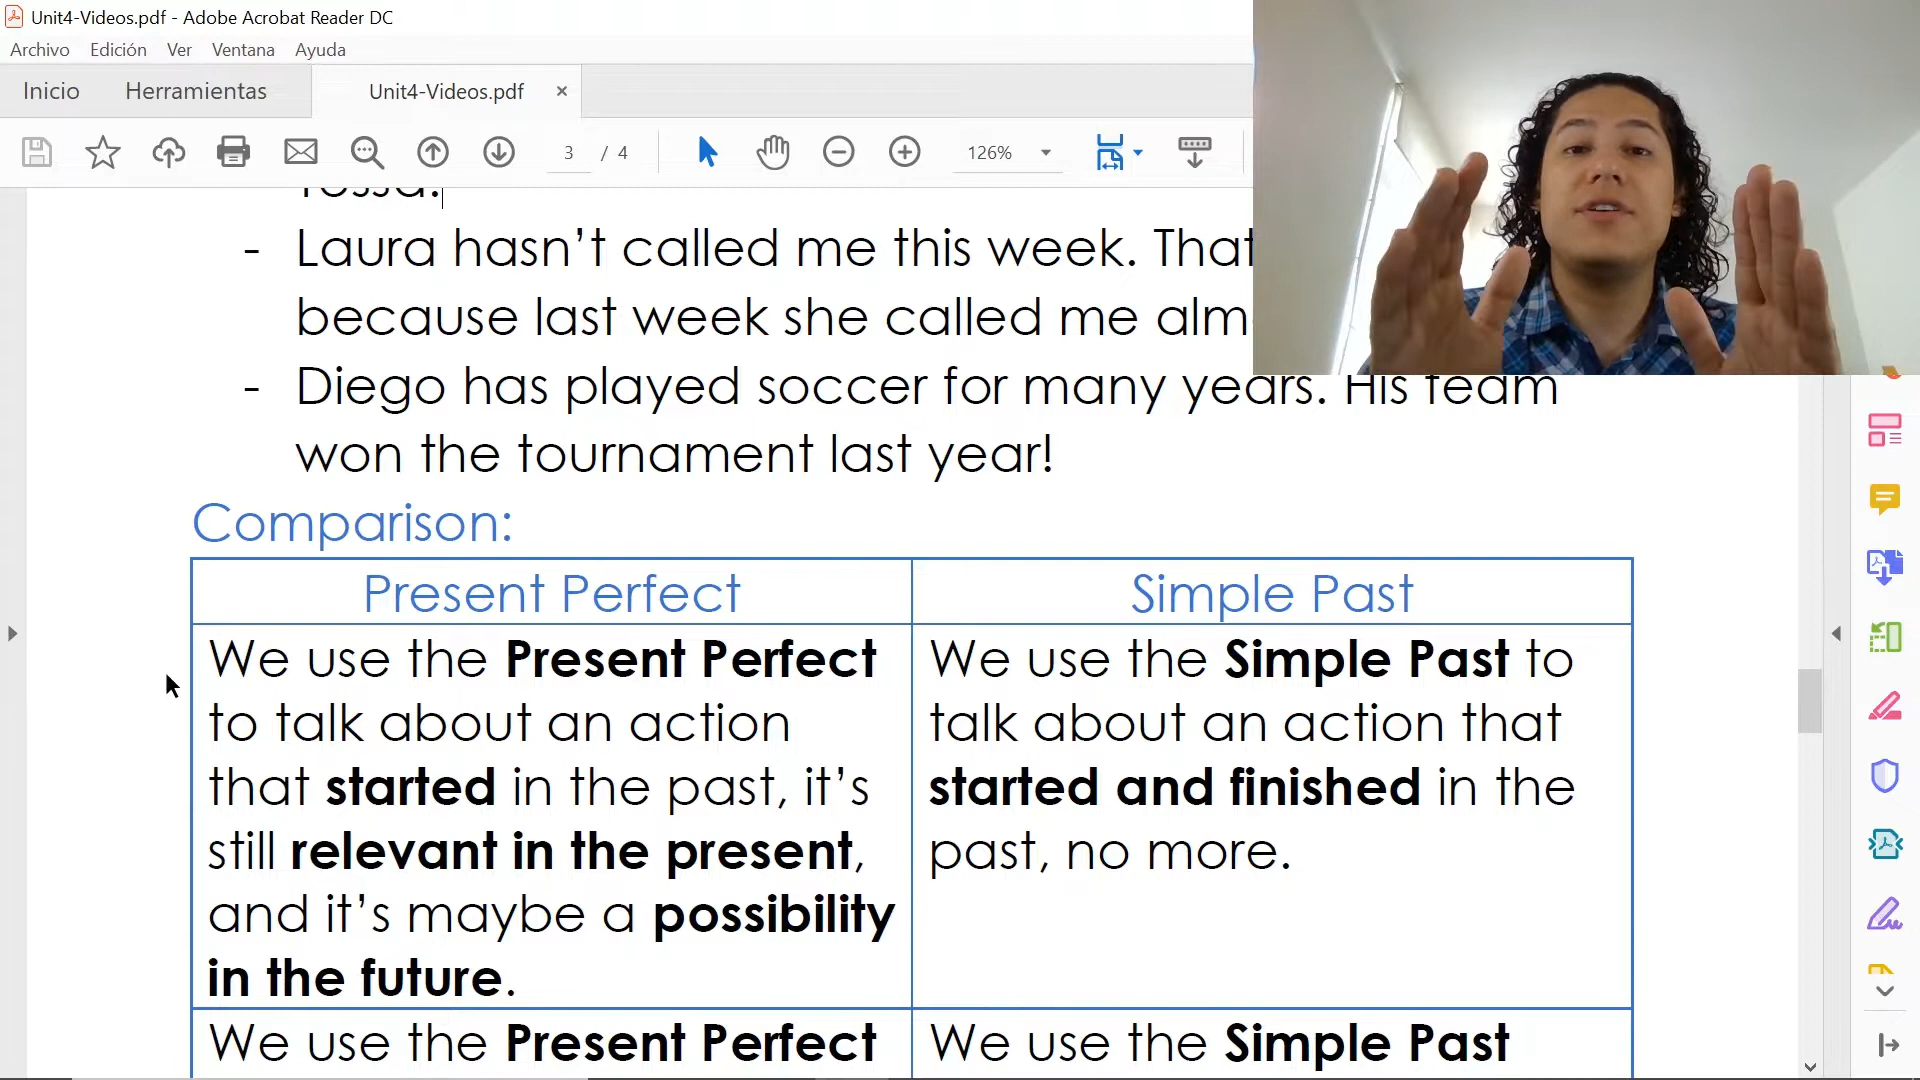 Unit4-Videos.pdf - Adobe Acrobat Reader DC
Archivo Edición Ver Ventana Ayuda
Inicio Herramientas Unit4-Videos.pdf ×
3 / 4 126%
- Laura hasn’t called me this week. That
because last week she called me alm
- Diego has played soccer for many years. His team
won the tournament last year!
Comparison:
Present Perfect
We use the Present Perfect
to talk about an action
that started in the past, it’s
still relevant in the present,
and it’s maybe a possibility
in the future.
We use the Present Perfect
Simple Past
We use the Simple Past to
talk about an action that
started and finished in the
past, no more.
We use the Simple Past